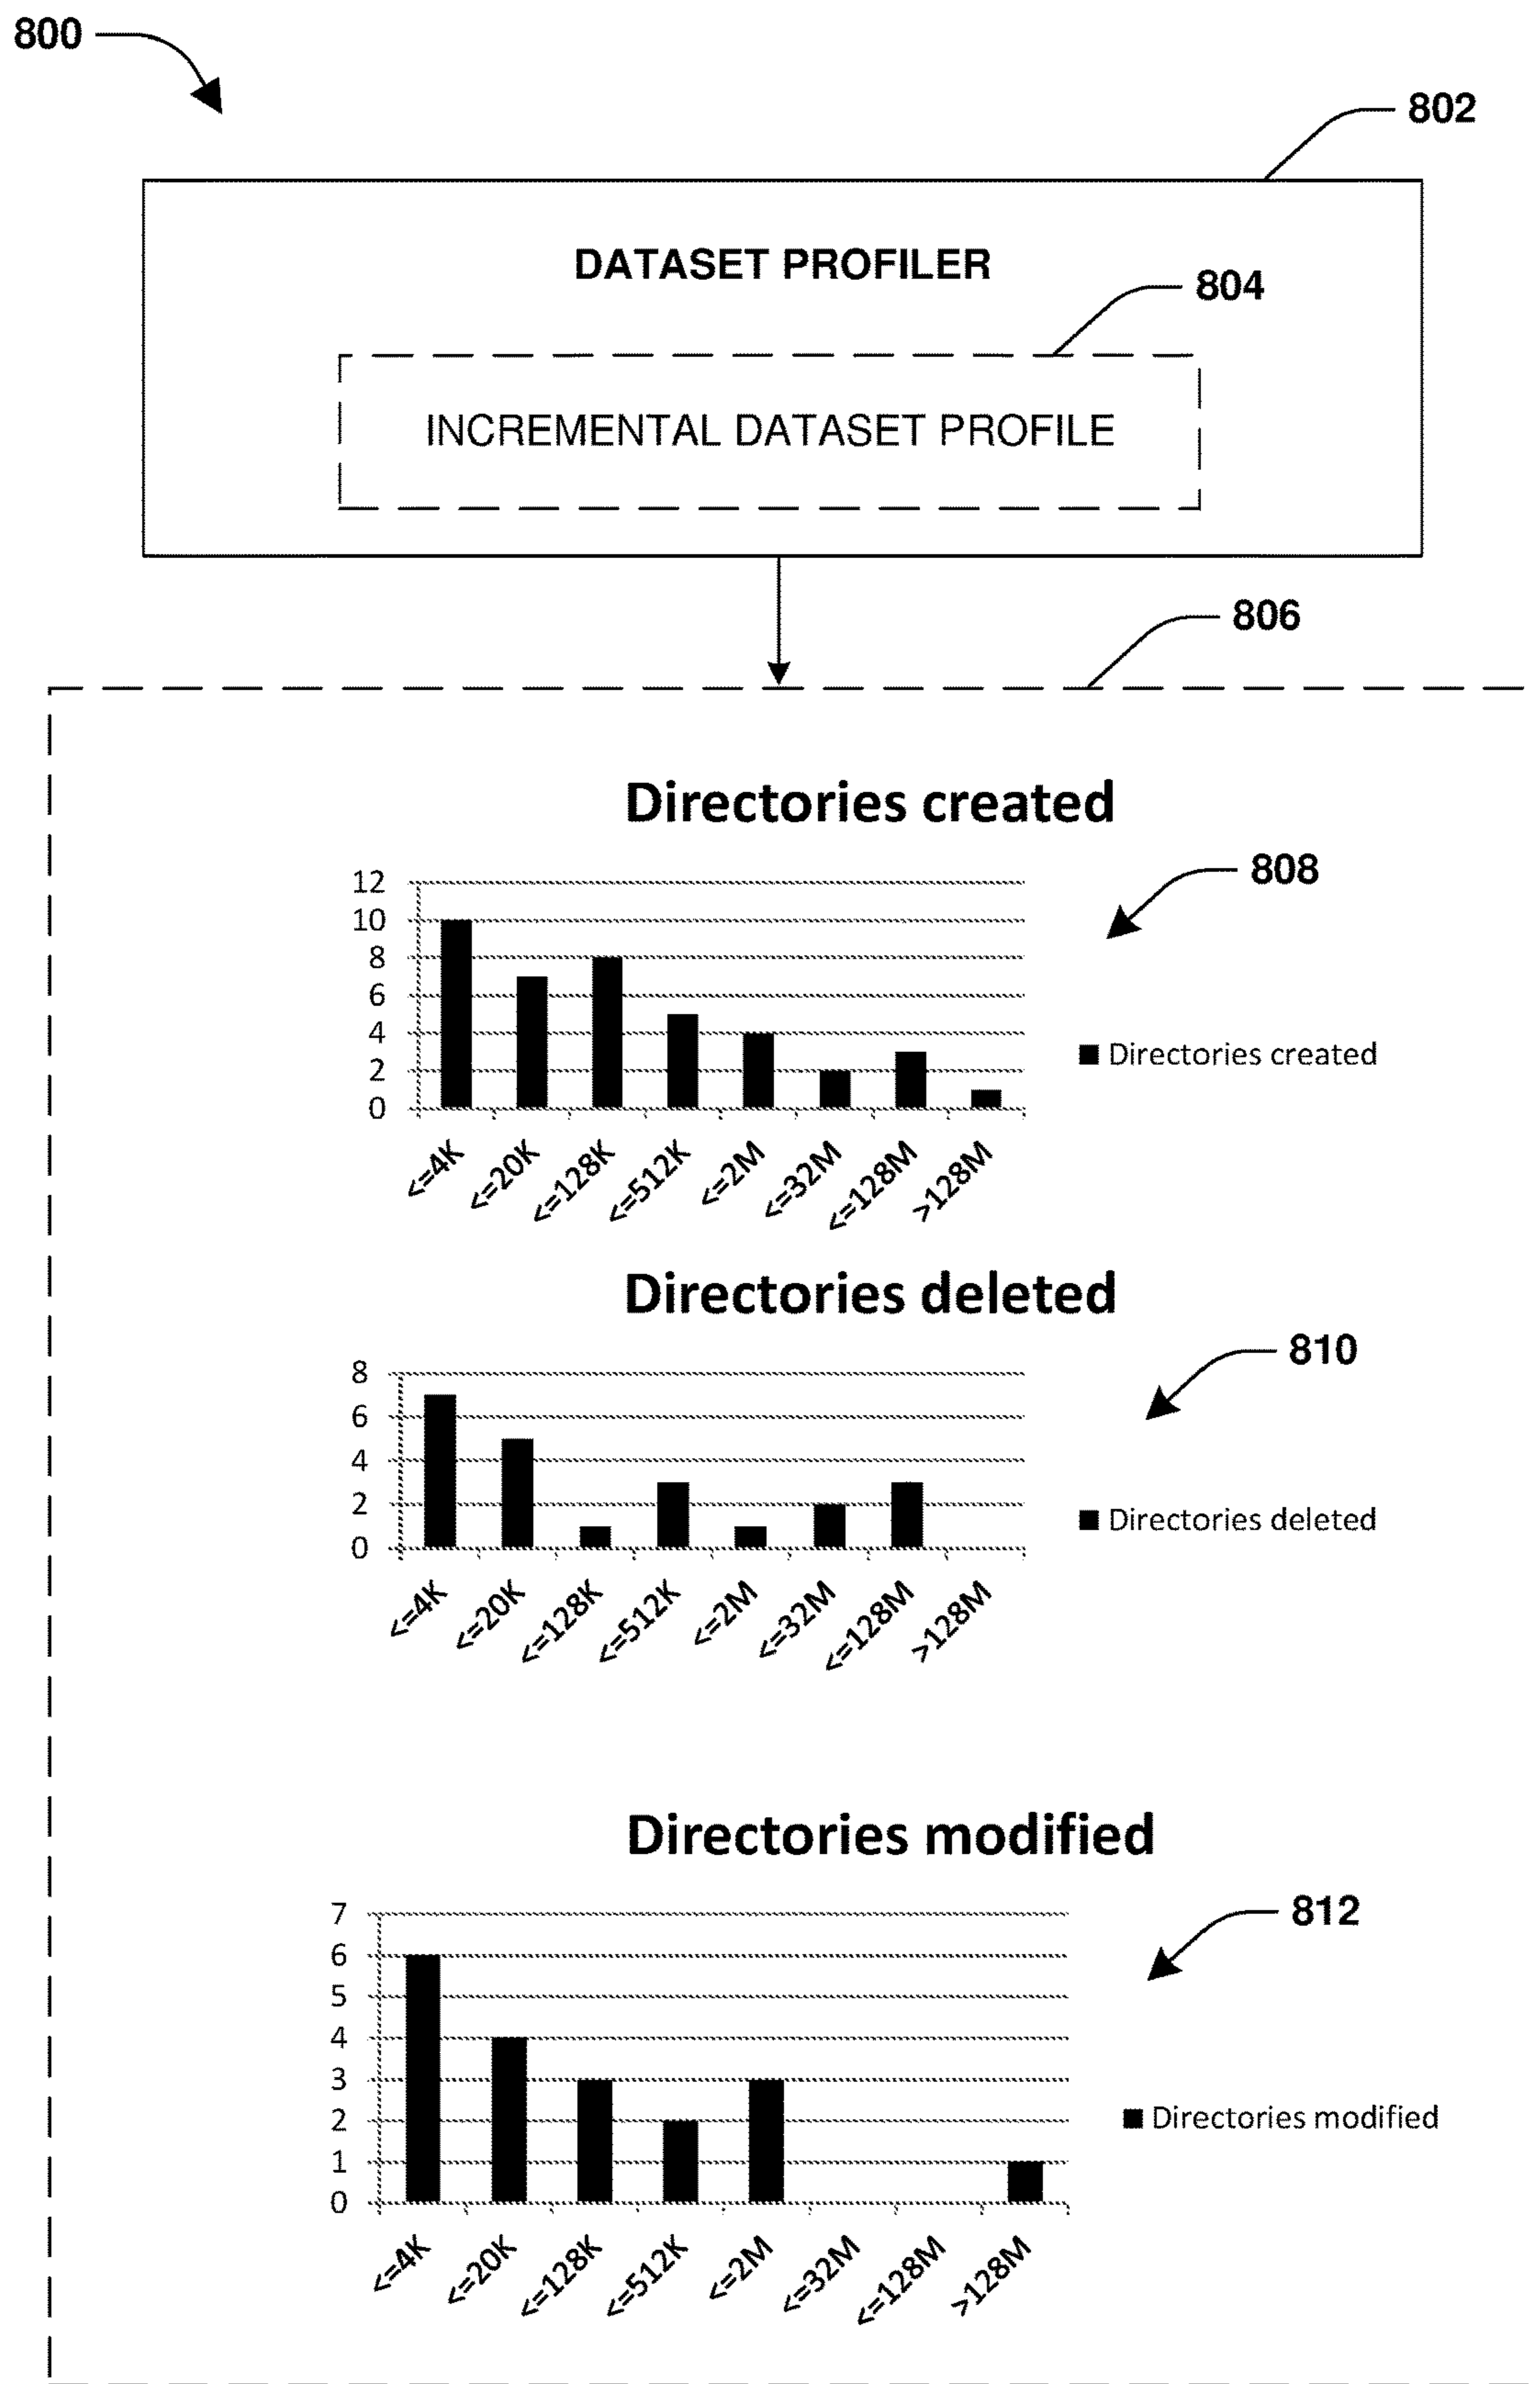 800
802
DATASET PROFILER
804
INCREMENTAL DATASET PROFILE
806
Directories created
808
12
10
8
6
4
2
0
Directories created
<=4K
<=20K
<=128K
<=512K
<=2M
<=32M
<=128M
>128M
Directories deleted
810
8
6
4
2
0
Directories deleted
<=4K
<=20K
<=128K
<=512K
<=2M
<=32M
<=128M
>128M
Directories modified
812
7
6
5
4
3
2
1
0
Directories modified
<=4K
<=20K
<=128K
<=512K
<=2M
<=32M
<=128M
>128M